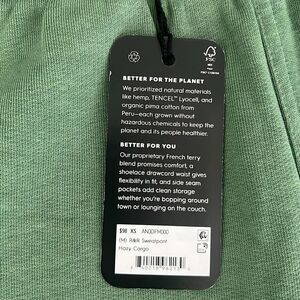 FSC
BETTER FOR THE PLANET
We prioritized natural materials
like hemp, TENCEL™ Lyocell, and
organic pima cotton from
Peru—each grown without
hazardous chemicals to keep the
planet and its people healthier.
BETTER FOR YOU
Our proprietary French terry
blend promises comfort, a
shoelace drawcord waist gives
flexibility in fit, and side seam
pockets add clean storage
whether you're bopping around
town or lounging on the couch.
$98 XS
(M) R&R Sweatpant
Hazy Cargo